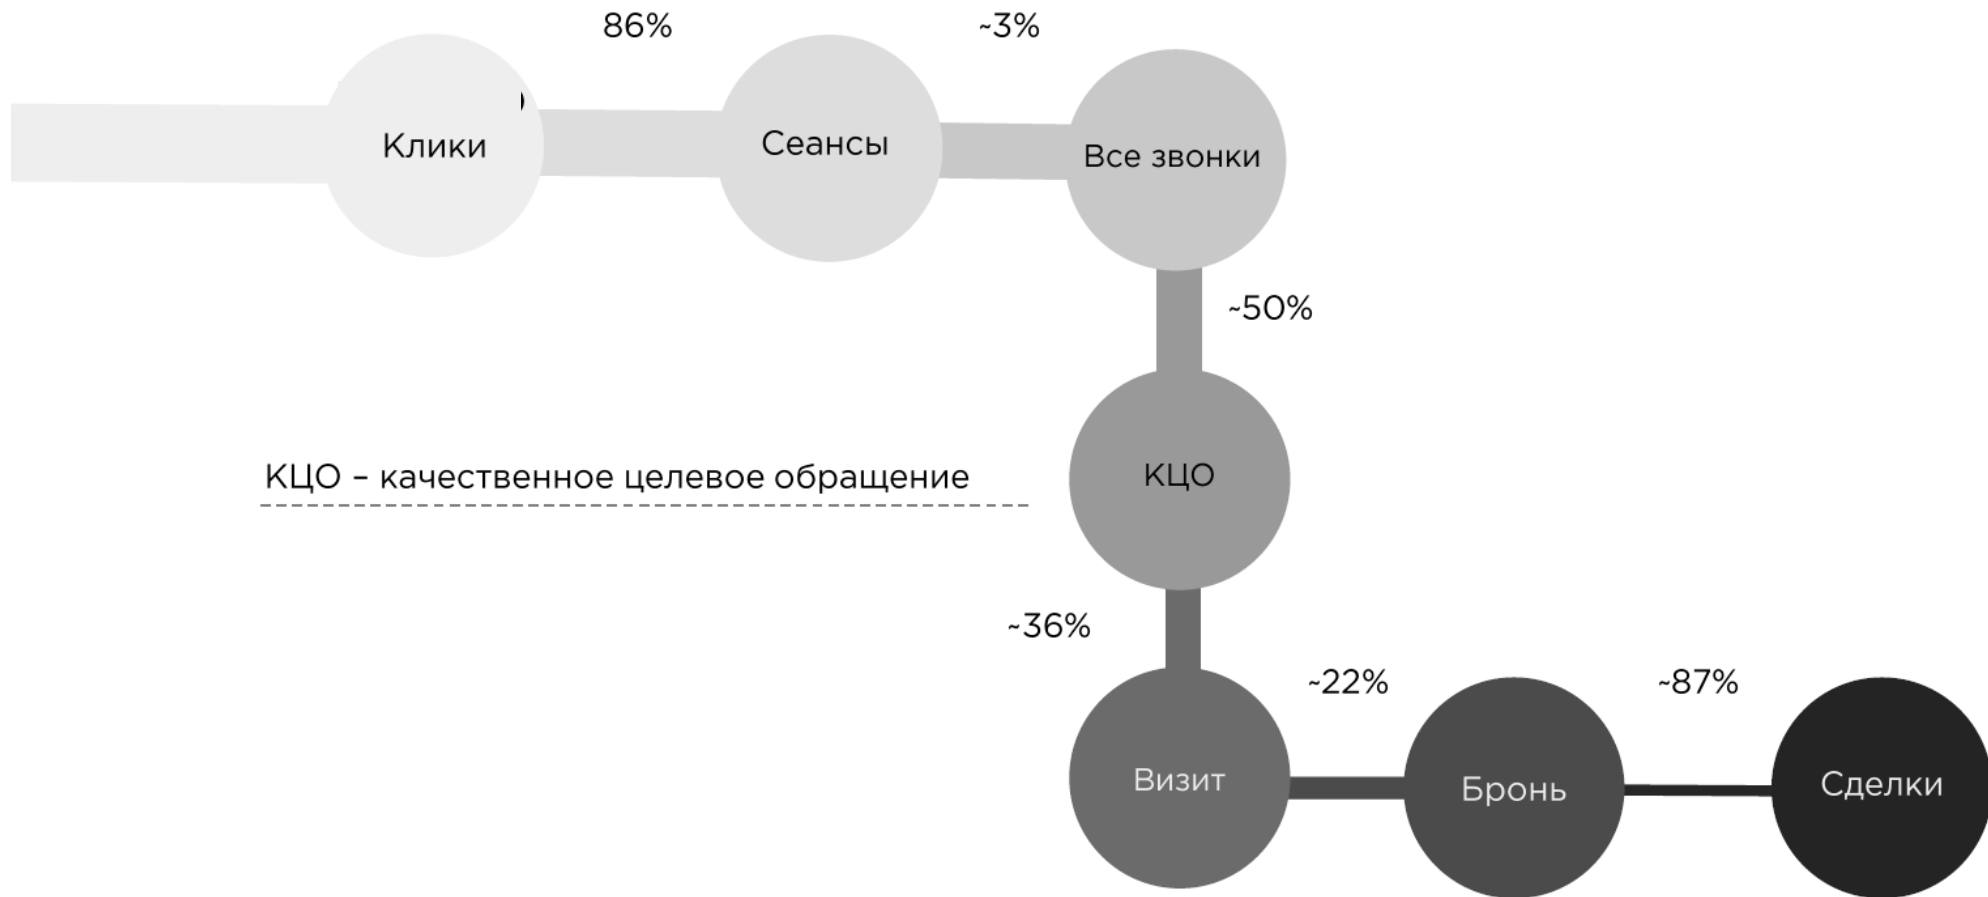 86%
~3%
Клики
Сеансы
Все звонки
~50%
КЦО – качественное целевое обращение
КЦО
~36%
~22%
~87%
Визит
Бронь
Сделки